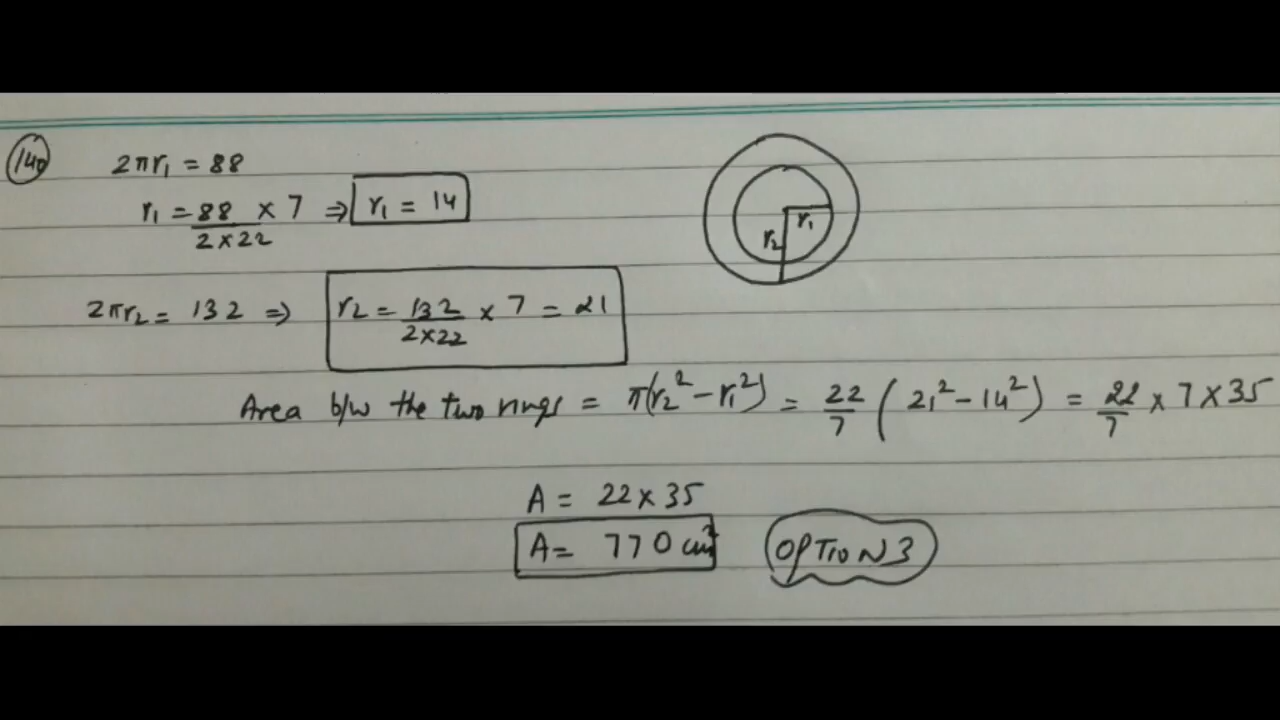 140
2πr₁ = 88
r₁ = 88/(2×22) × 7 ⇒ r₁ = 14
r₁
r₂
2πr₂ = 132 ⇒ r₂ = 132/(2×22) × 7 = 21
Area b/w the two rings = π(r₂² - r₁²) = 22/7 (21² - 14²) = 22/7 × 7 × 35
A = 22 × 35
A = 770 cm² OPTION 3